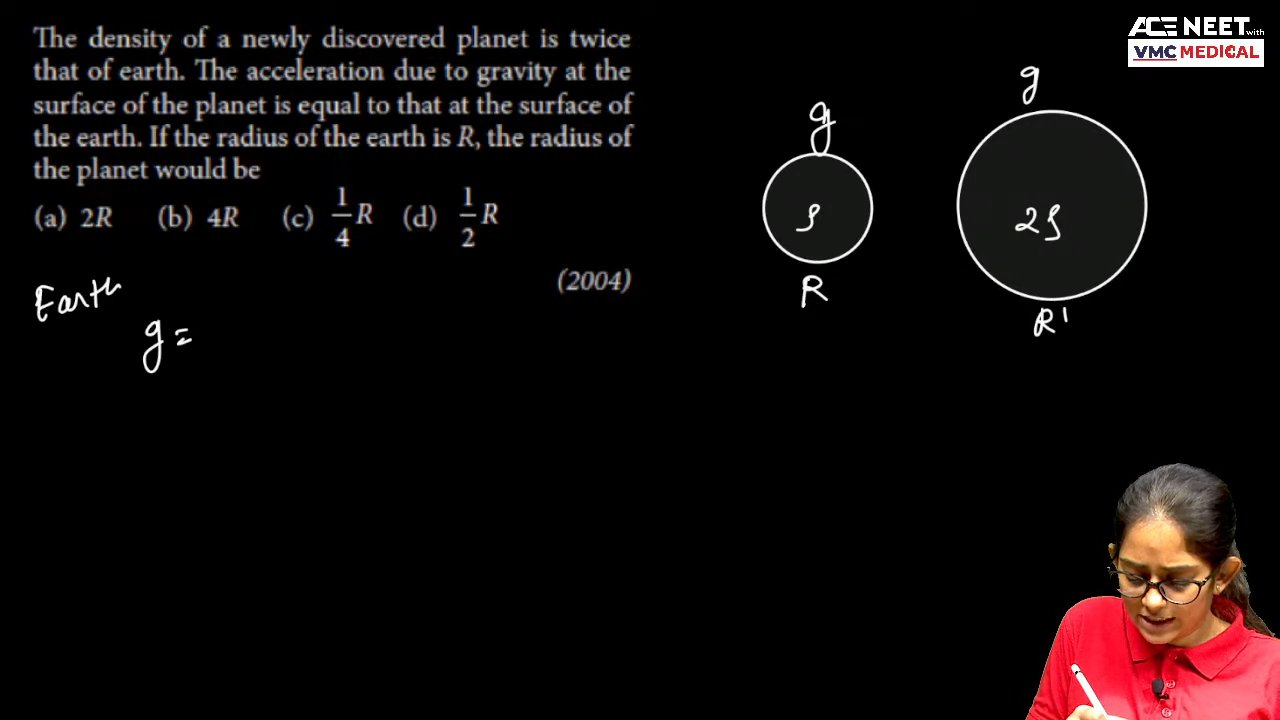 The density of a newly discovered planet is twice
that of earth. The acceleration due to gravity at the
surface of the planet is equal to that at the surface of
the earth. If the radius of the earth is R, the radius of
the planet would be
(a) 2R (b) 4R (c) 1/4 R (d) 1/2 R
(2004)
Earth
g =
g
ρ
R
g
2ρ
R'
ACE NEET with
VMC MEDICAL